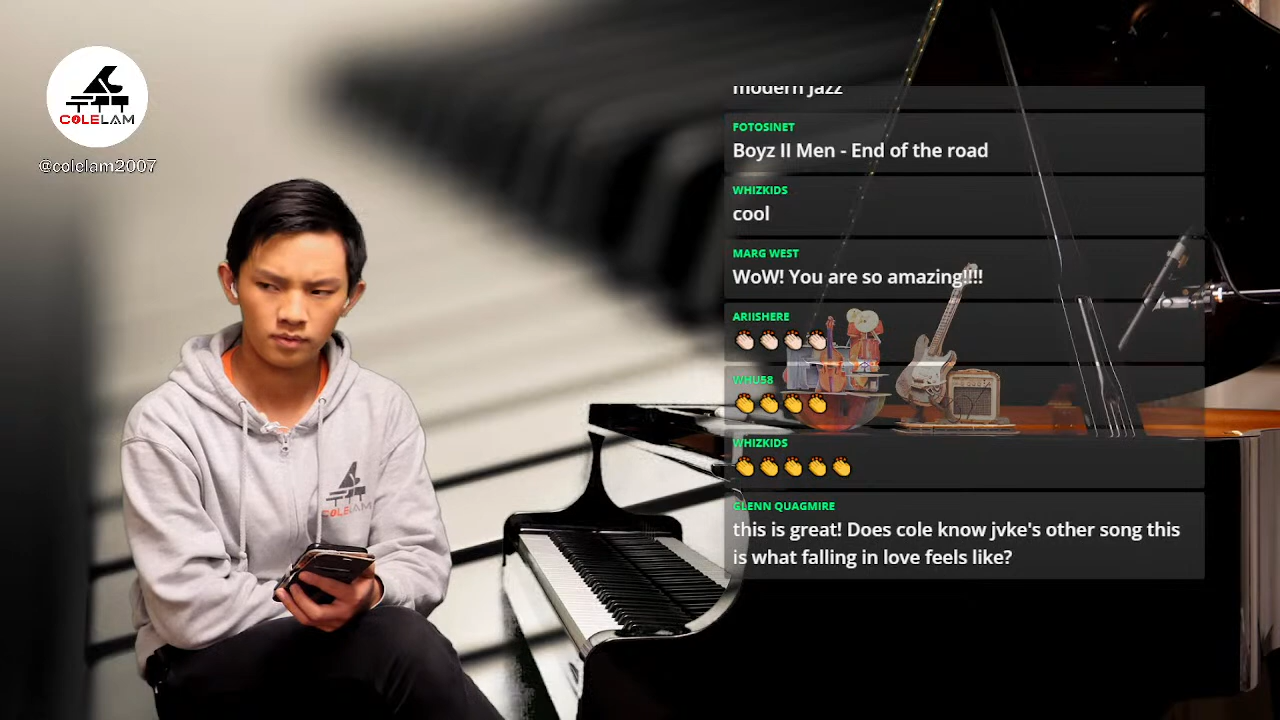 COLELAM
@colelam2007
COLELAM
modern jazz
FOTOSINET
Boyz II Men - End of the road
WHIZKIDS
cool
MARG WEST
WoW! You are so amazing!!!!
ARIISHERE
👏🏻👏🏻👏🏻👏🏻
WHU58
👏👏👏👏
WHIZKIDS
👏👏👏👏👏
GLENN QUAGMIRE
this is great! Does cole know jvke's other song this
is what falling in love feels like?